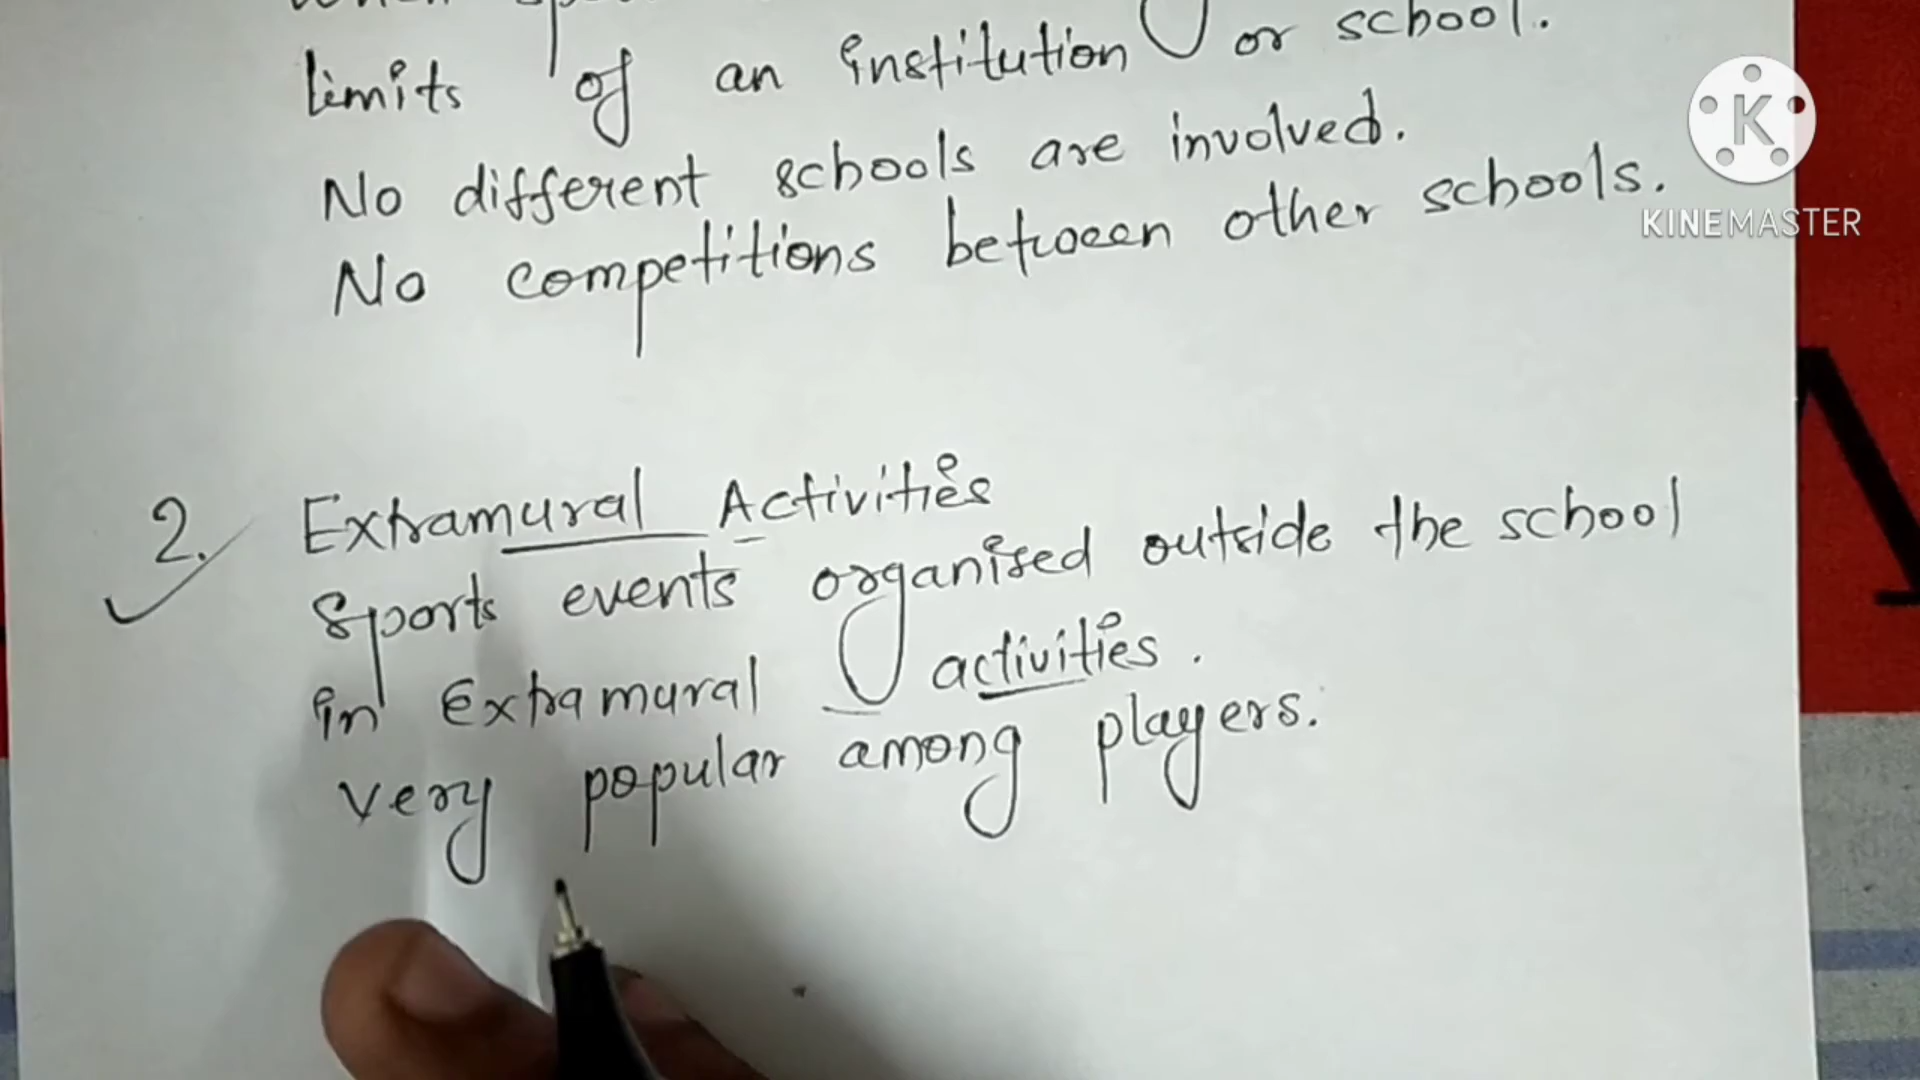 limits of an institution or school.
No different schools are involved.
No competitions between other schools.
2. Extramural Activities
Sports events organised outside the school
in Extramural activities.
very popular among players.
K
KINEMASTER